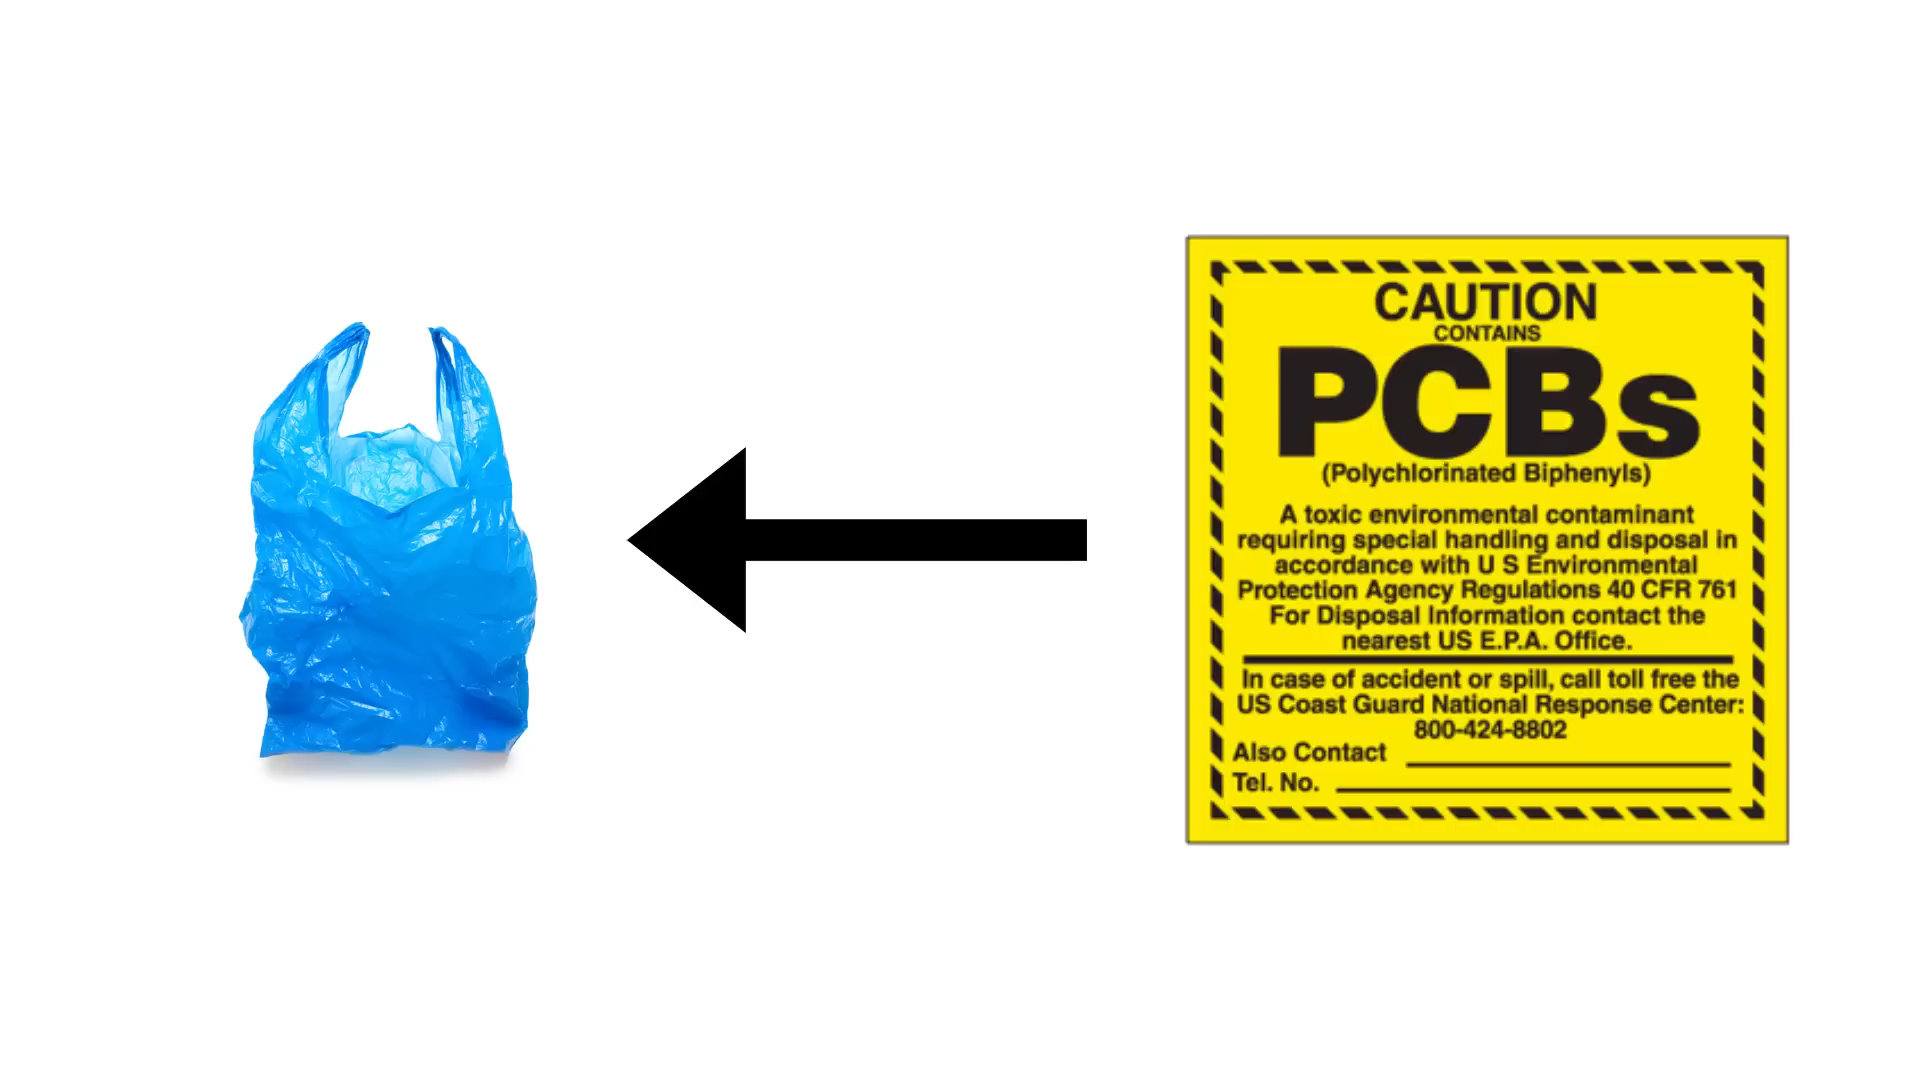 CAUTION
CONTAINS
PCBs
(Polychlorinated Biphenyls)
A toxic environmental contaminant
requiring special handling and disposal in
accordance with U S Environmental
Protection Agency Regulations 40 CFR 761
For Disposal Information contact the
nearest US E.P.A. Office.
In case of accident or spill, call toll free the
US Coast Guard National Response Center:
800-424-8802
Also Contact
Tel. No.